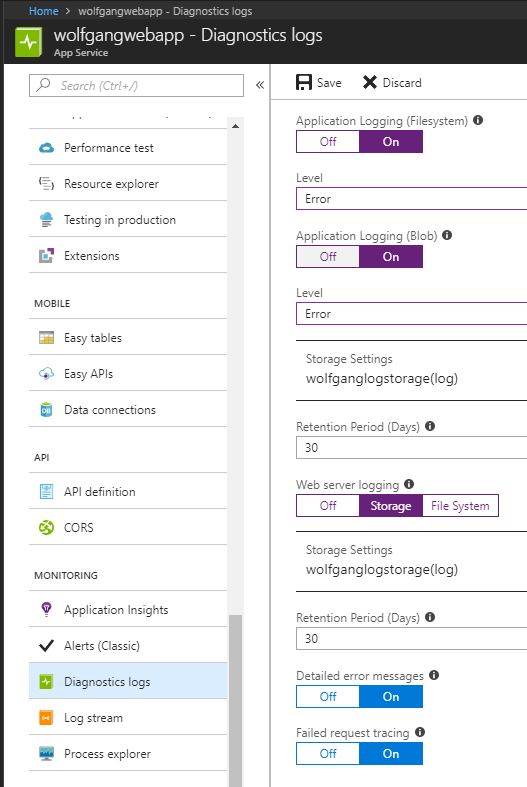 Home > wolfgangwebapp - Diagnostics logs
wolfgangwebapp - Diagnostics logs
App Service
Search (Ctrl+/)
Performance test
Resource explorer
Testing in production
Extensions
MOBILE
Easy tables
Easy APIs
Data connections
API
API definition
CORS
MONITORING
Application Insights
Alerts (Classic)
Diagnostics logs
Log stream
Process explorer
Save Discard
Application Logging (Filesystem)
Off On
Level
Error
Application Logging (Blob)
Off On
Level
Error
Storage Settings
wolfganglogstorage(log)
Retention Period (Days)
30
Web server logging
Off Storage File System
Storage Settings
wolfganglogstorage(log)
Retention Period (Days)
30
Detailed error messages
Off On
Failed request tracing
Off On